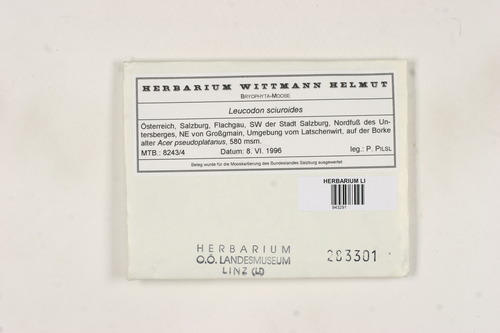 HERBARIUM WITTMANN HELMUT
BRYOPHYTA-MOOSE
Leucodon sciuroides
Österreich, Salzburg, Flachgau, SW der Stadt Salzburg, Nordfuß des Un-
tersberges, NE von Großgmain, Umgebung vom Latschenwirt, auf der Borke
alter Acer pseudoplatanus, 580 msm.
MTB.: 8243/4 Datum: 8. VI. 1996 leg.: P. PILSL
Beleg wurde für die Mooskartierung des Bundeslandes Salzburg ausgewertet
HERBARIUM LI
943291
HERBARIUM
O.Ö. LANDESMUSEUM
LINZ (LI)
283301